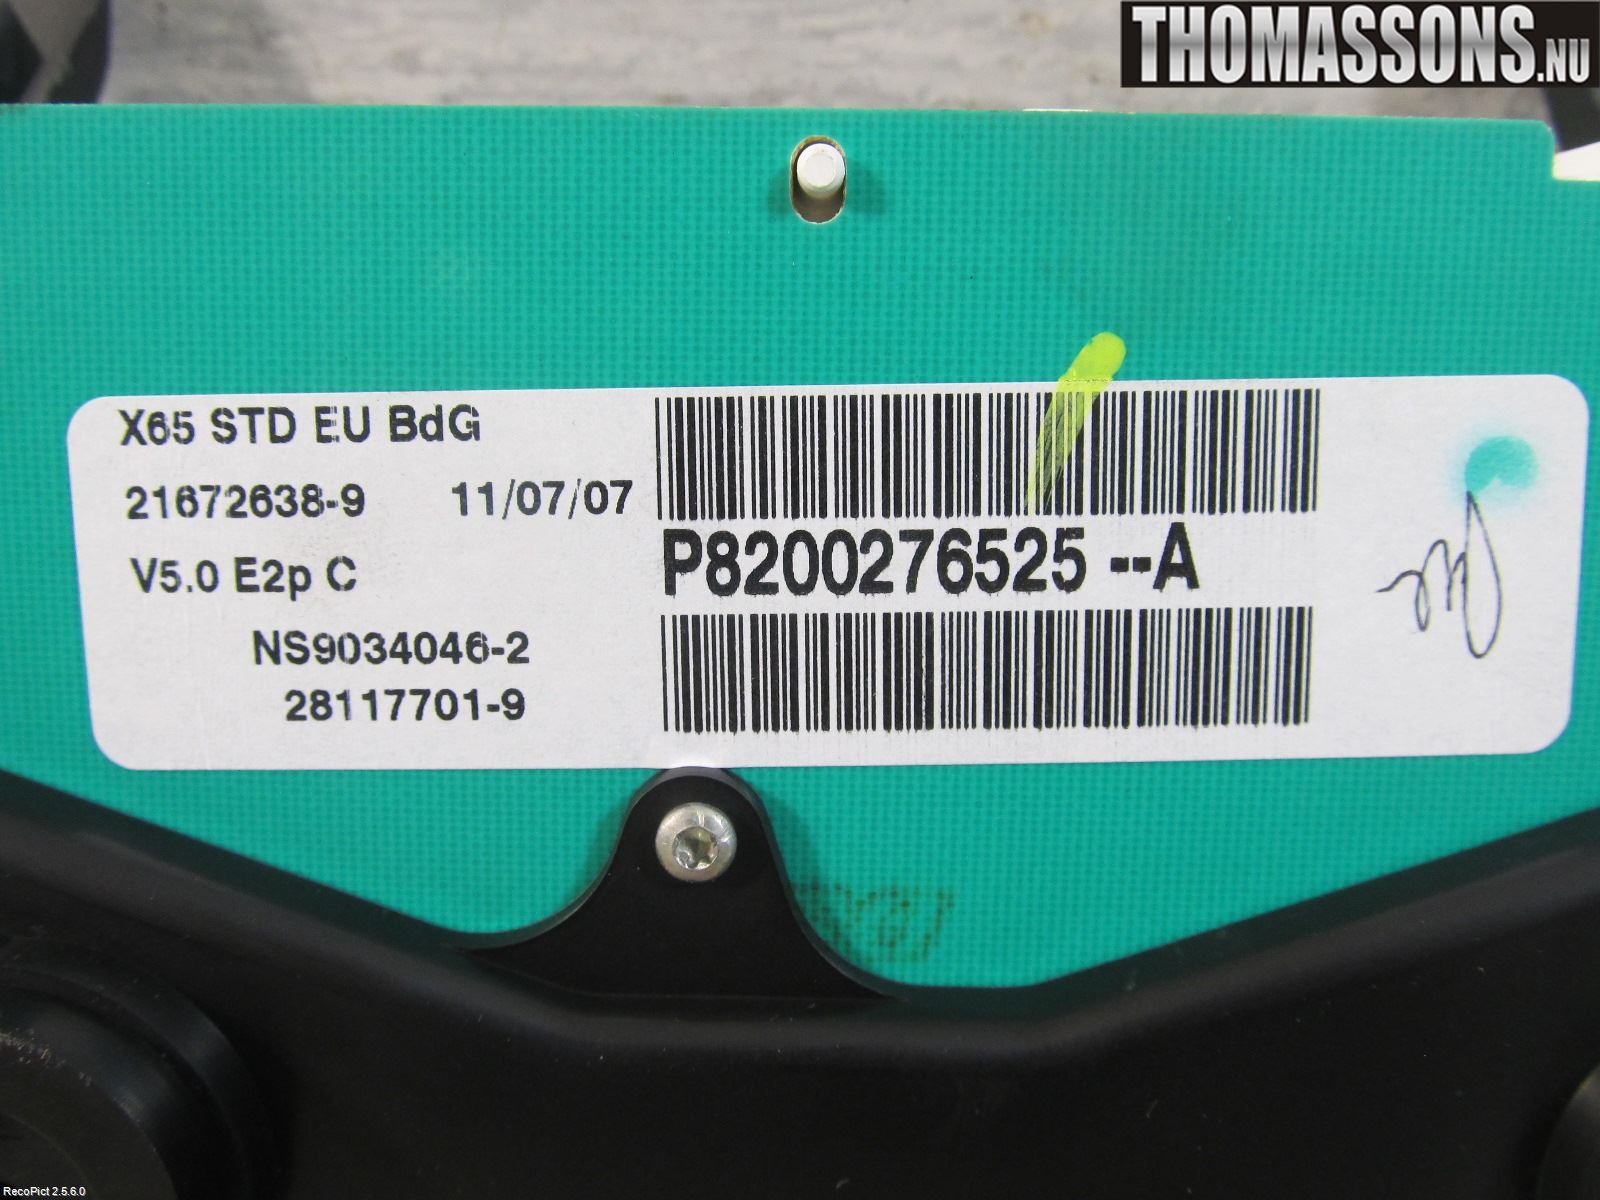 THOMASSONS.NU
X65 STD EU BdG
21672638-9 11/07/07
V5.0 E2p C
P8200276525 --A
NS9034046-2
28117701-9
RecoPict 2.5.6.0